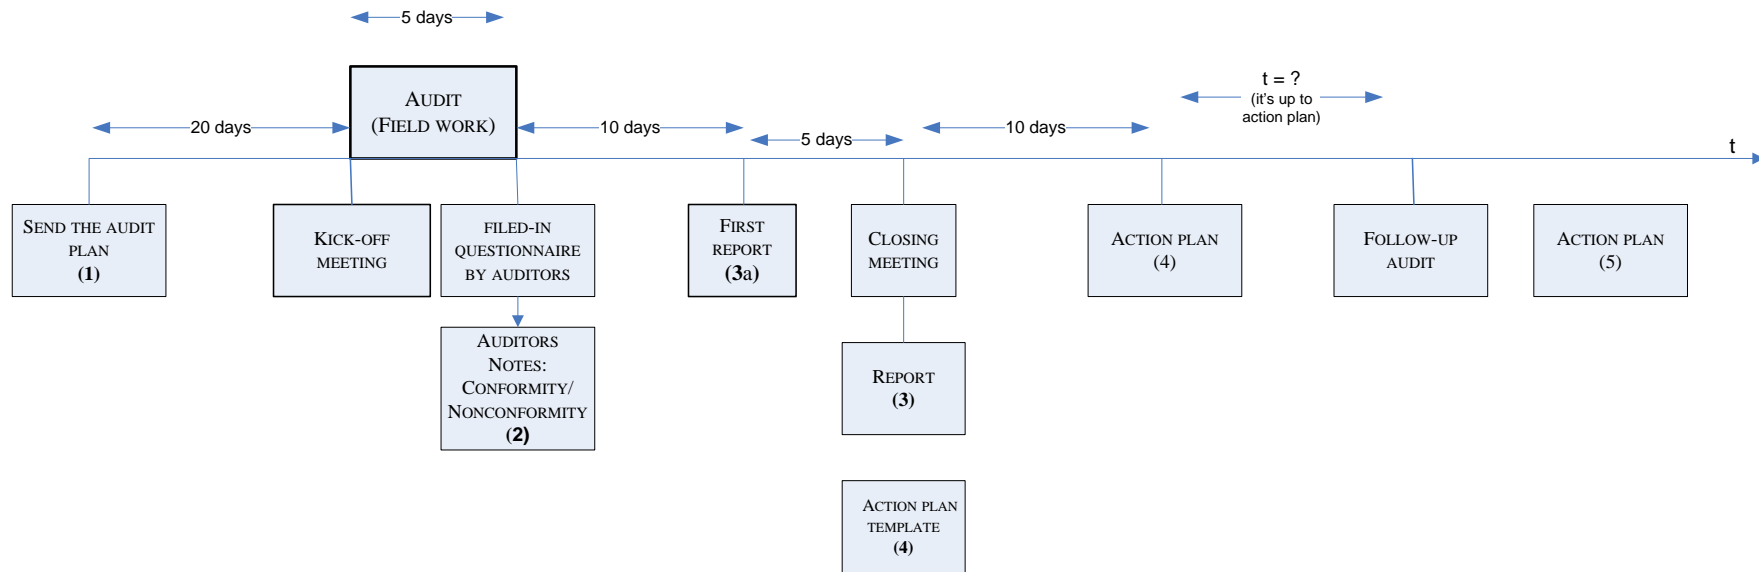 5 days
AUDIT
(FIELD WORK)
20 days
10 days
5 days
10 days
t = ?
(it's up to
action plan)
t
SEND THE AUDIT
PLAN
(1)
KICK-OFF
MEETING
FILED-IN
QUESTIONNAIRE
BY AUDITORS
FIRST
REPORT
(3a)
CLOSING
MEETING
ACTION PLAN
(4)
FOLLOW-UP
AUDIT
ACTION PLAN
(5)
AUDITORS
NOTES:
CONFORMITY/
NONCONFORMITY
(2)
REPORT
(3)
ACTION PLAN
TEMPLATE
(4)